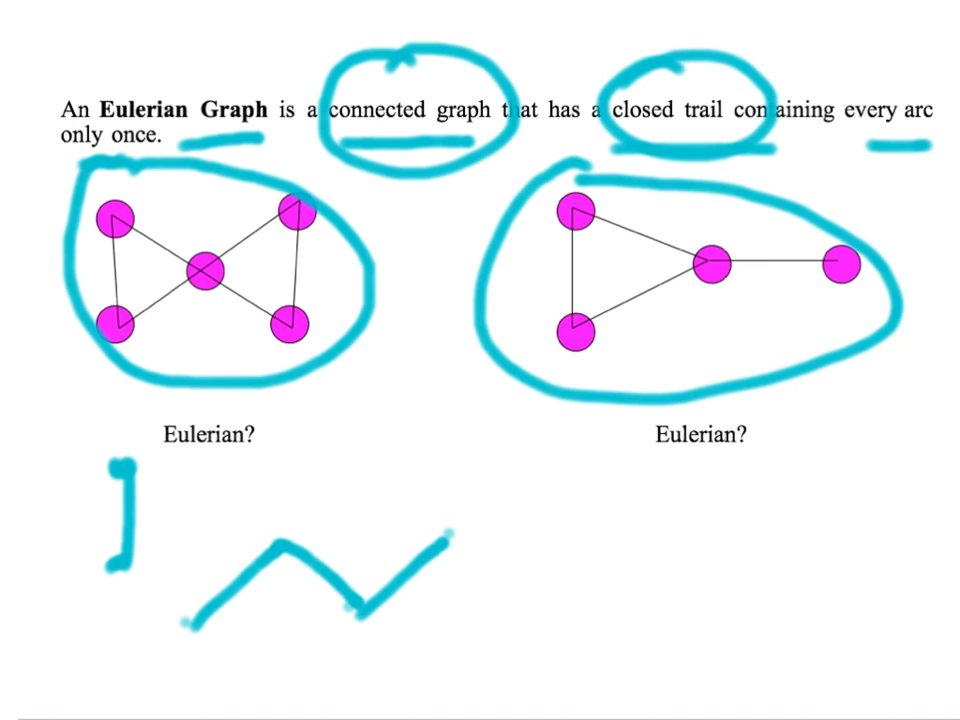 An Eulerian Graph is a connected graph that has a closed trail containing every arc
only once.
Eulerian?
Eulerian?